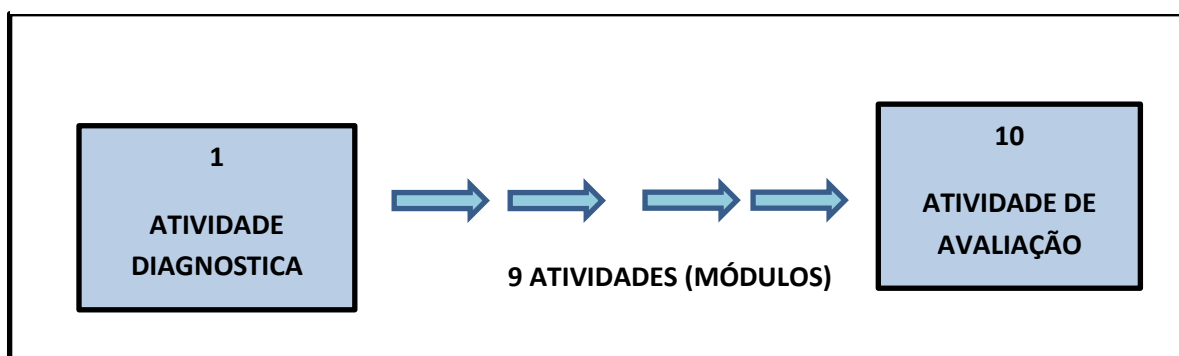 1
ATIVIDADE
DIAGNOSTICA
9 ATIVIDADES (MÓDULOS)
10
ATIVIDADE DE
AVALIAÇÃO